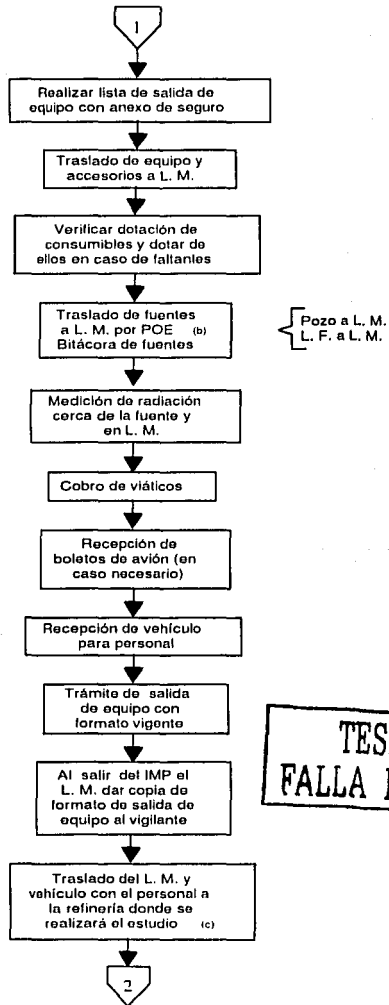 1
Realizar lista de salida de
equipo con anexo de seguro
Traslado de equipo y
accesorios a L. M.
Verificar dotación de
consumibles y dotar de
ellos en caso de faltantes
Traslado de fuentes
a L. M. por POE (b)
Bitácora de fuentes
Pozo a L. M.
L. F. a L. M.
Medición de radiación
cerca de la fuente y
en L. M.
Cobro de viáticos
Recepción de
boletos de avión (en
caso necesario)
Recepción de vehículo
para personal
Trámite de salida
de equipo con
formato vigente
Al salir del IMP el
L. M. dar copia de
formato de salida de
equipo al vigilante
TES
FALLA
Traslado del L. M. y
vehículo con el personal a
la refinería donde se
realizará el estudio (c)
2